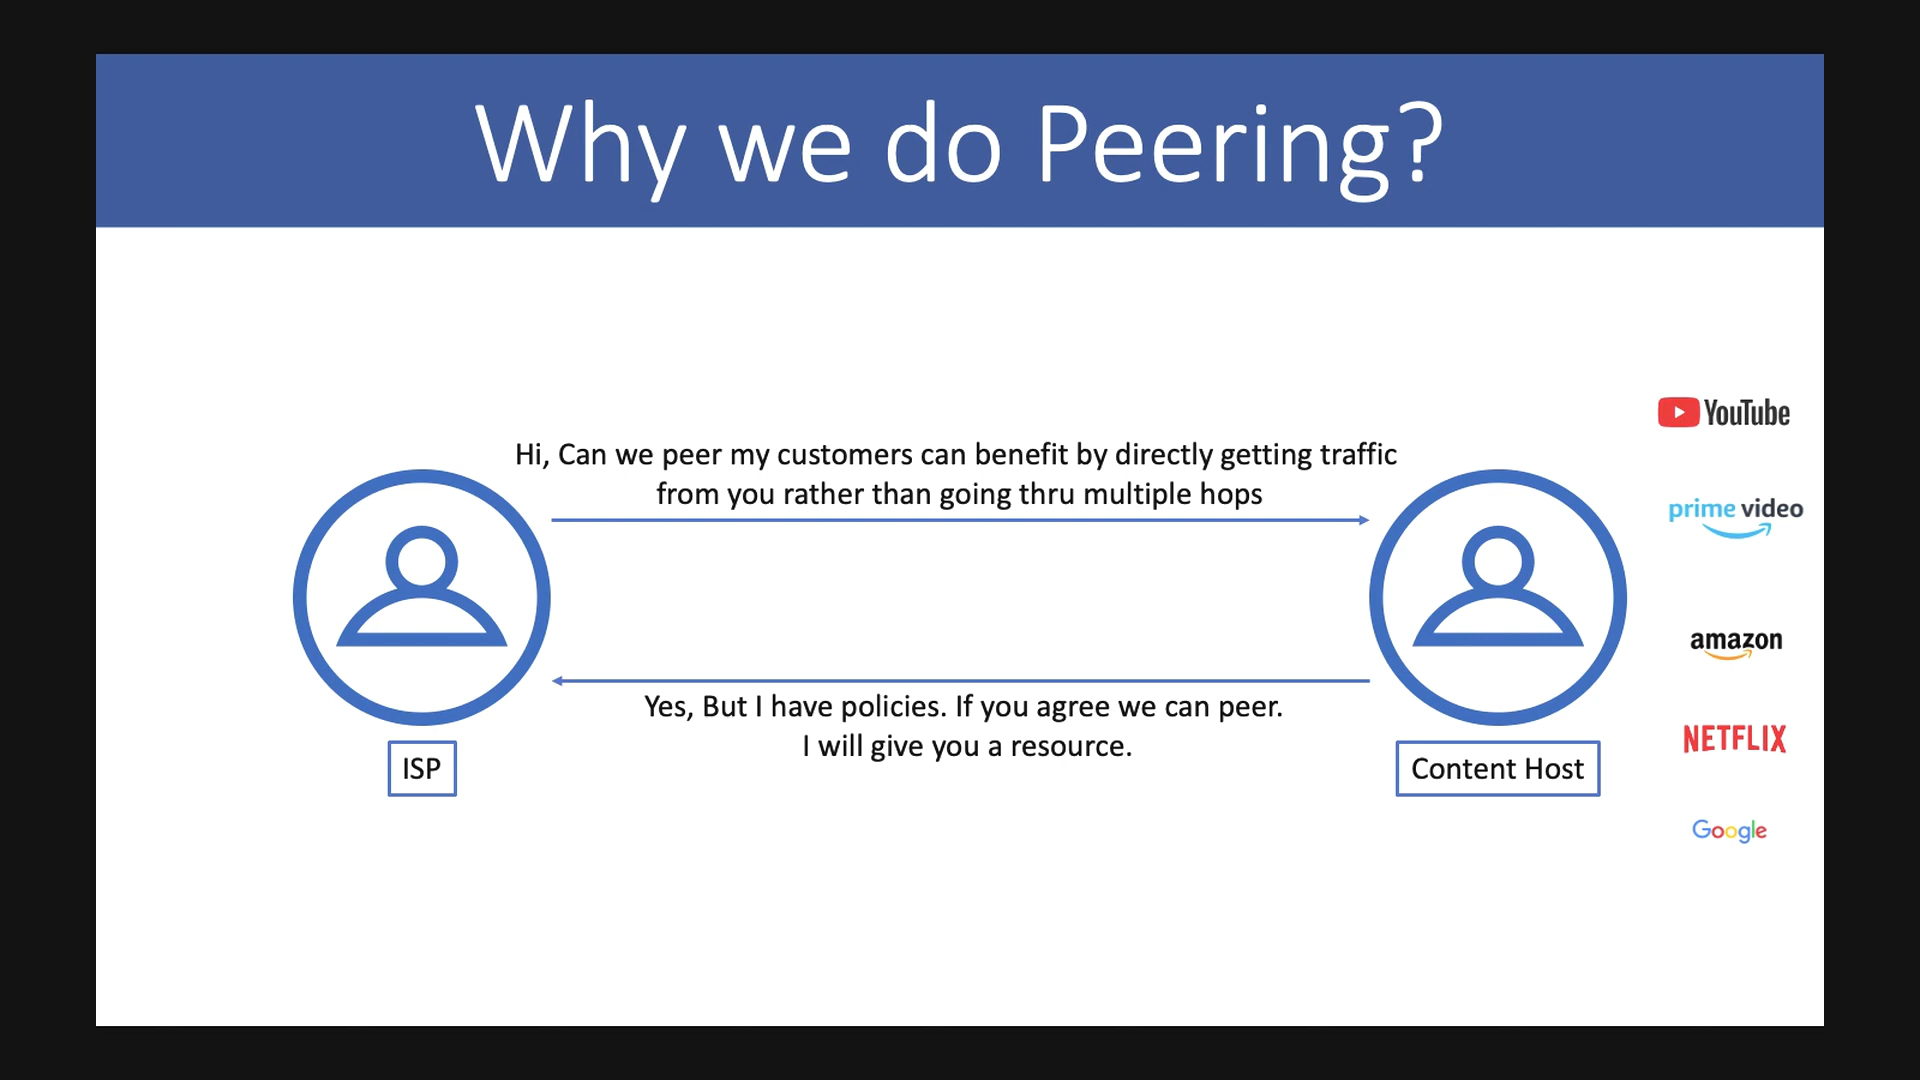 Why we do Peering?
Hi, Can we peer my customers can benefit by directly getting traffic
from you rather than going thru multiple hops
Yes, But I have policies. If you agree we can peer.
I will give you a resource.
ISP
Content Host
YouTube
prime video
amazon
NETFLIX
Google